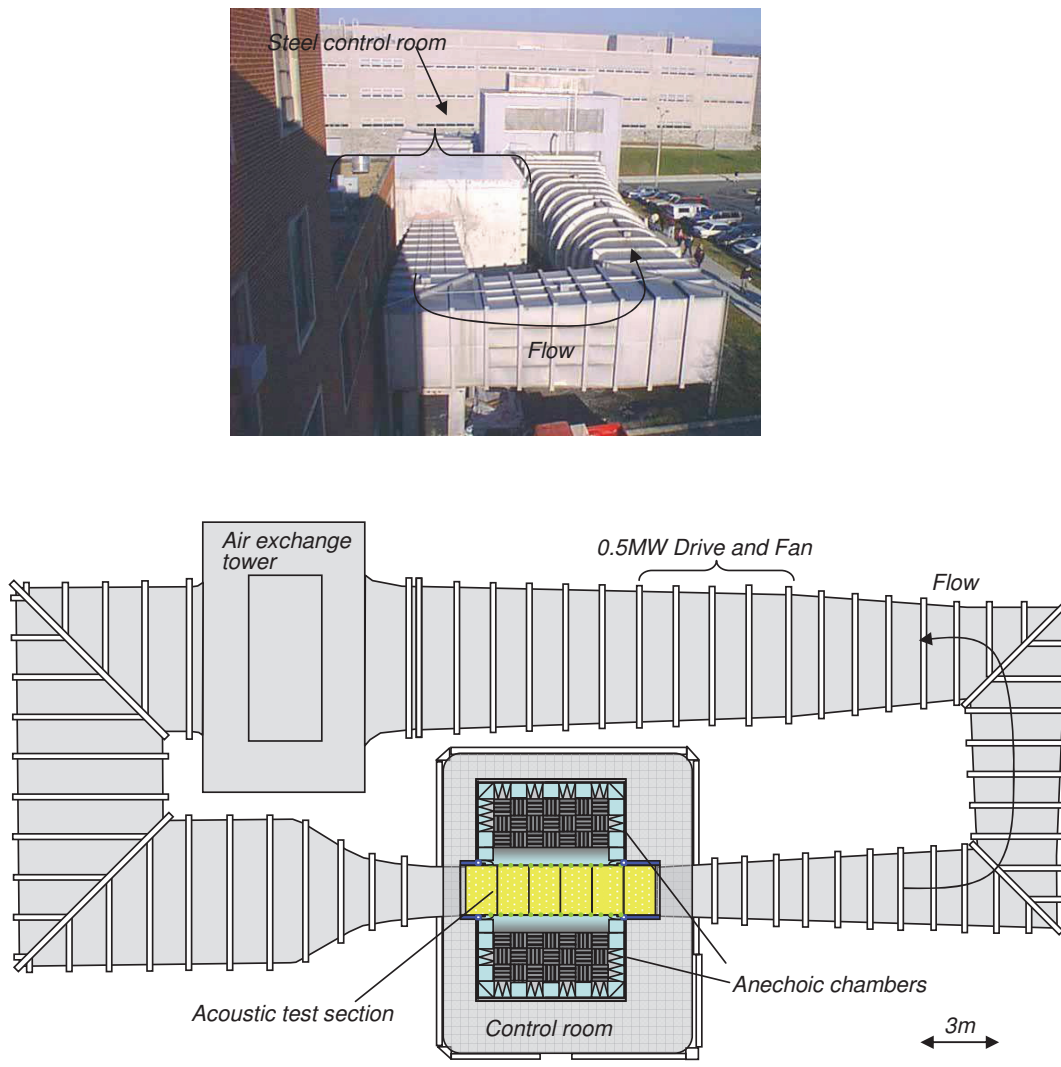 Steel control room
Flow
Air exchange
tower
0.5MW Drive and Fan
Flow
Acoustic test section
Control room
Anechoic chambers
3m